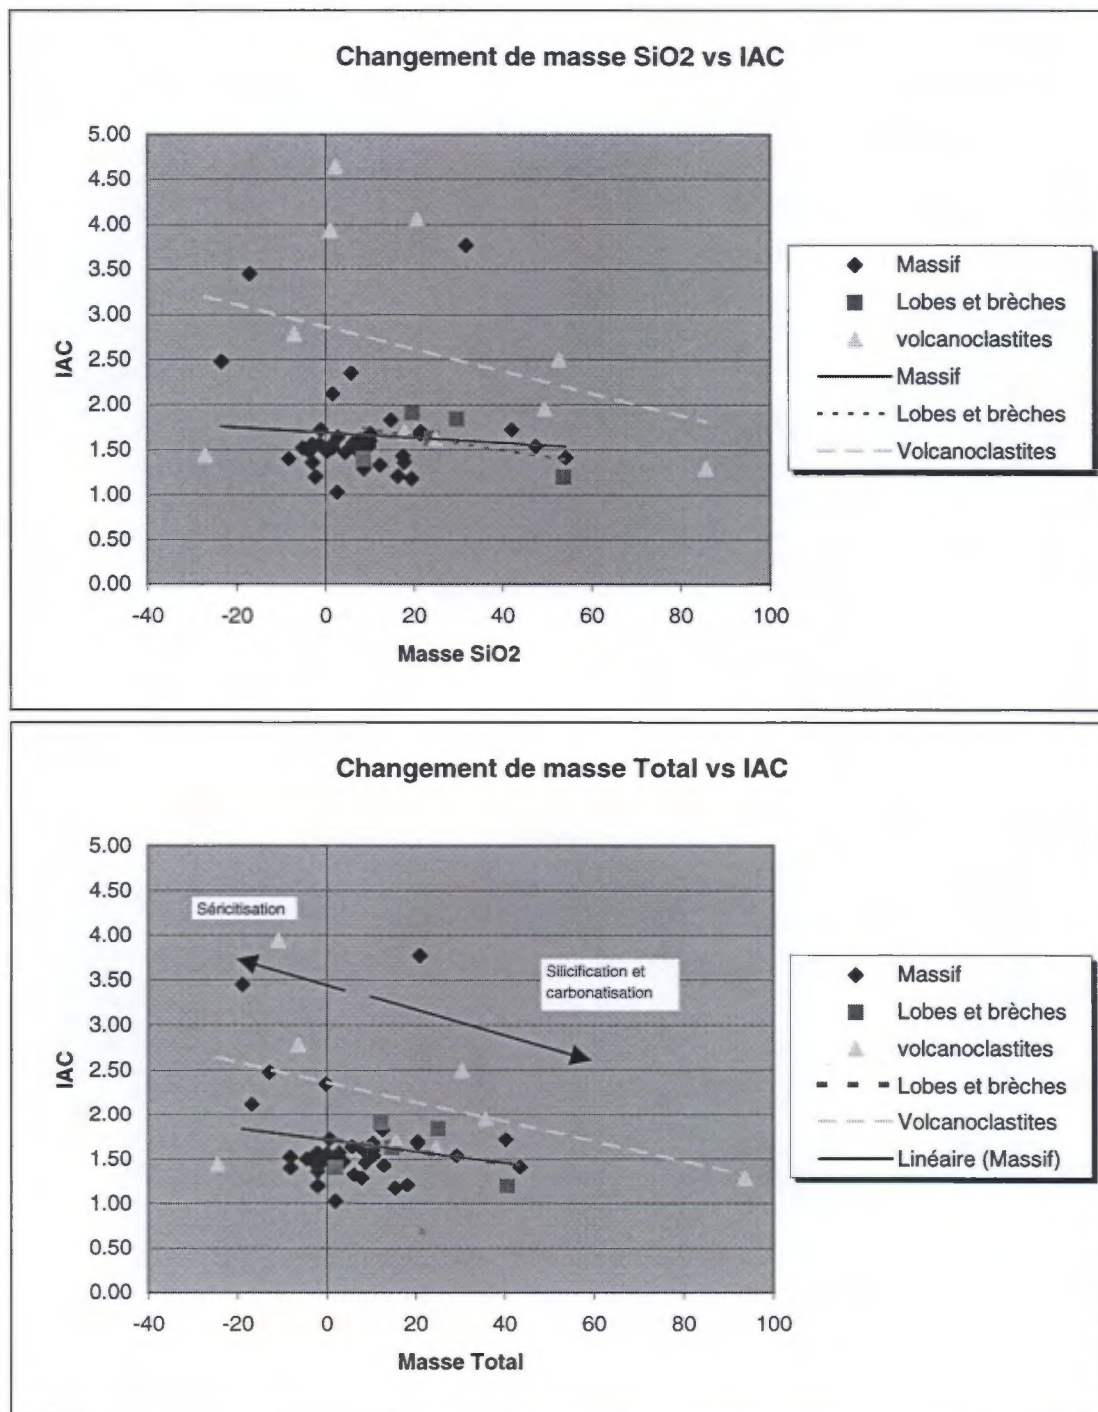 Changement de masse SiO2 vs IAC
5.00
4.50
4.00
3.50
3.00
2.50
2.00
1.50
1.00
0.50
0.00
IAC
-40 -20 0 20 40 60 80 100
Masse SiO2
Massif
Lobes et brèches
volcanoclastites
Massif
Lobes et brèches
Volcanoclastites
Changement de masse Total vs IAC
5.00
4.50
4.00
3.50
3.00
2.50
2.00
1.50
1.00
0.50
0.00
IAC
Séricitisation
Silicification et
carbonatisation
-40 -20 0 20 40 60 80 100
Masse Total
Massif
Lobes et brèches
volcanoclastites
Lobes et brèches
Volcanoclastites
Linéaire (Massif)